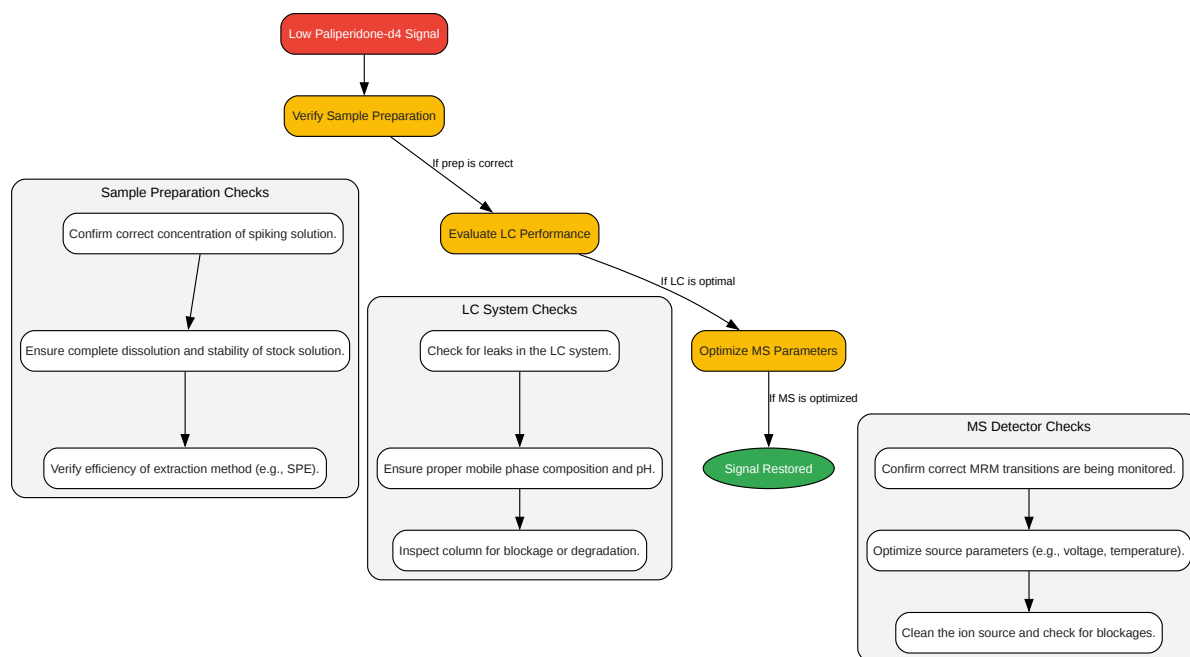 Low Paliperidone-d4 Signal
Verify Sample Preparation
If prep is correct
Sample Preparation Checks
Confirm correct concentration of spiking solution.
Ensure complete dissolution and stability of stock solution.
Verify efficiency of extraction method (e.g., SPE).
Evaluate LC Performance
If LC is optimal
LC System Checks
Check for leaks in the LC system.
Ensure proper mobile phase composition and pH.
Inspect column for blockage or degradation.
Optimize MS Parameters
If MS is optimized
Signal Restored
MS Detector Checks
Confirm correct MRM transitions are being monitored.
Optimize source parameters (e.g., voltage, temperature).
Clean the ion source and check for blockages.